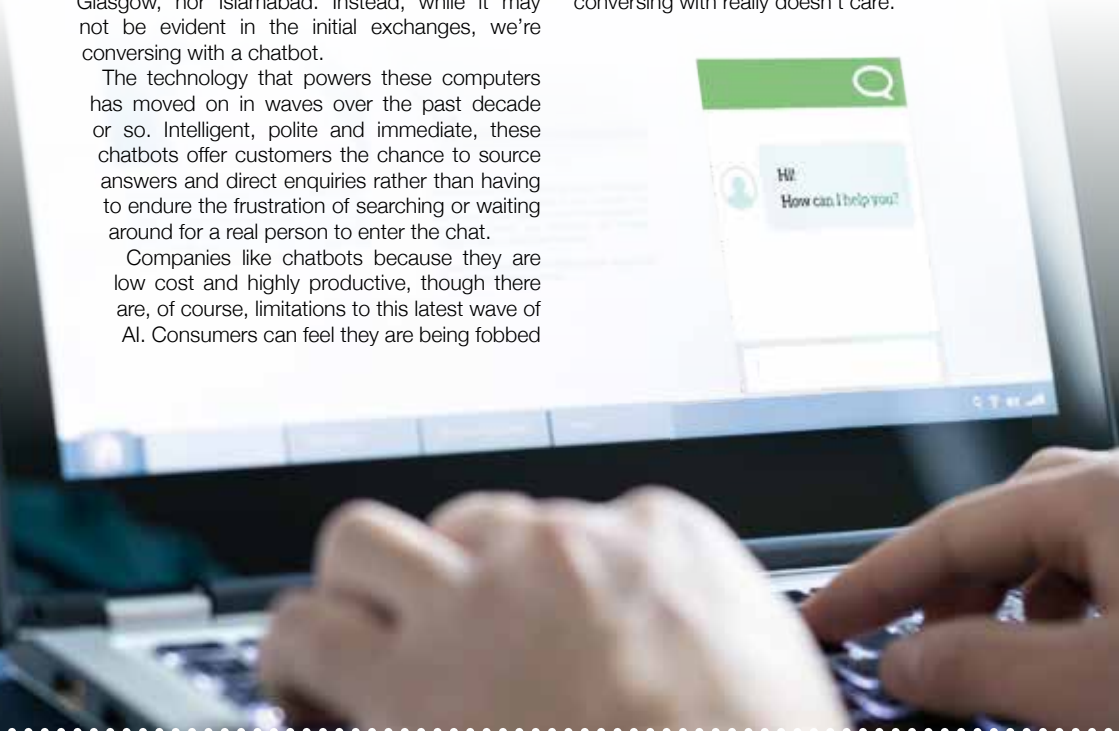 Glasgow, nor Islamabad. Instead, while it may
not be evident in the initial exchanges, we're
conversing with a chatbot.
The technology that powers these computers
has moved on in waves over the past decade
or so. Intelligent, polite and immediate, these
chatbots offer customers the chance to source
answers and direct enquiries rather than having
to endure the frustration of searching or waiting
around for a real person to enter the chat.
Companies like chatbots because they are
low cost and highly productive, though there
are, of course, limitations to this latest wave of
AI. Consumers can feel they are being fobbed
conversing with really doesn't care.
Hi!
How can I help you?